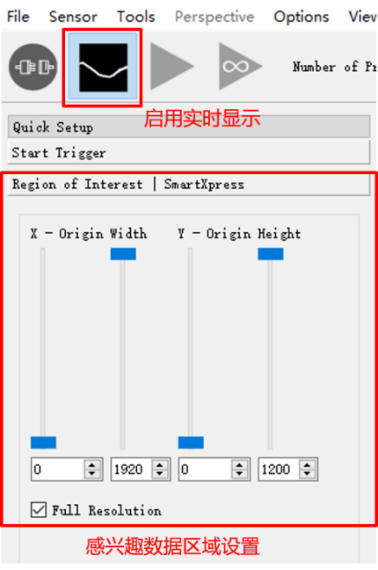 File Sensor Tools Perspective Options View
Number of Pr
启用实时显示
Quick Setup
Start Trigger
Region of Interest | SmartXpress
X - Origin Width Y - Origin Height
0 1920 0 1200
Full Resolution
感兴趣数据区域设置